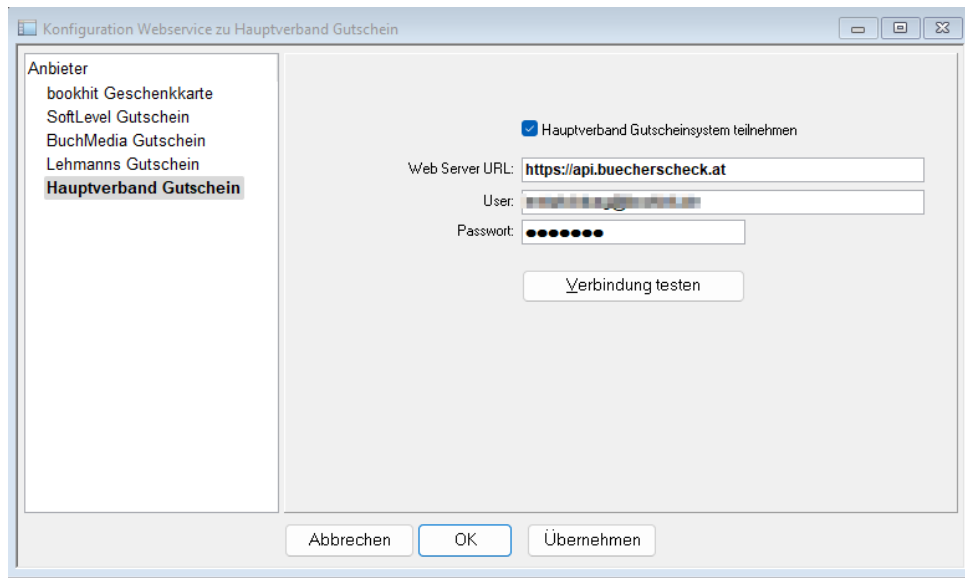 Konfiguration Webservice zu Hauptverband Gutschein
Anbieter
bookhit Geschenkkarte
SoftLevel Gutschein
BuchMedia Gutschein
Lehmanns Gutschein
Hauptverband Gutschein
Hauptverband Gutscheinsystem teilnehmen
Web Server URL: https://api.buecherscheck.at
User:
Passwort: ●●●●●●●
Verbindung testen
Abbrechen
OK
Übernehmen